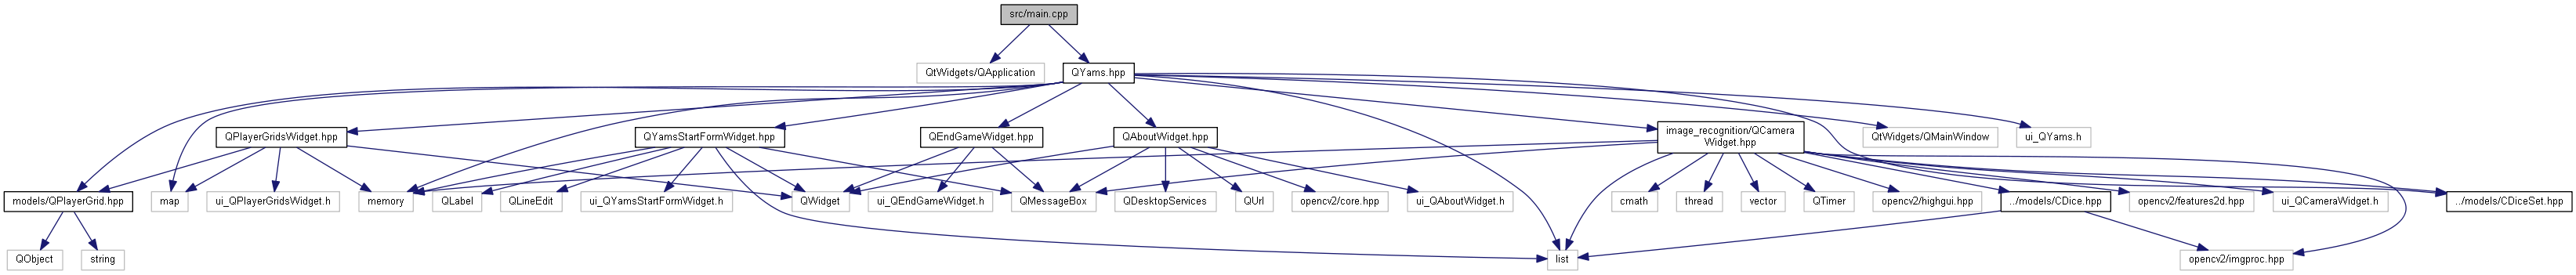 src/main.cpp
QtWidgets/QApplication
QYams.hpp
QPlayerGridsWidget.hpp
QYamsStartFormWidget.hpp
QEndGameWidget.hpp
QAboutWidget.hpp
image_recognition/QCamera
Widget.hpp
QtWidgets/QMainWindow
ui_QYams.h
models/QPlayerGrid.hpp
map
ui_QPlayerGridsWidget.h
memory
QLabel
QLineEdit
ui_QYamsStartFormWidget.h
QWidget
ui_QEndGameWidget.h
QMessageBox
QDesktopServices
QUrl
opencv2/core.hpp
ui_QAboutWidget.h
cmath
thread
vector
QTimer
opencv2/highgui.hpp
../models/CDice.hpp
opencv2/features2d.hpp
ui_QCameraWidget.h
../models/CDiceSet.hpp
QObject
string
list
opencv2/imgproc.hpp